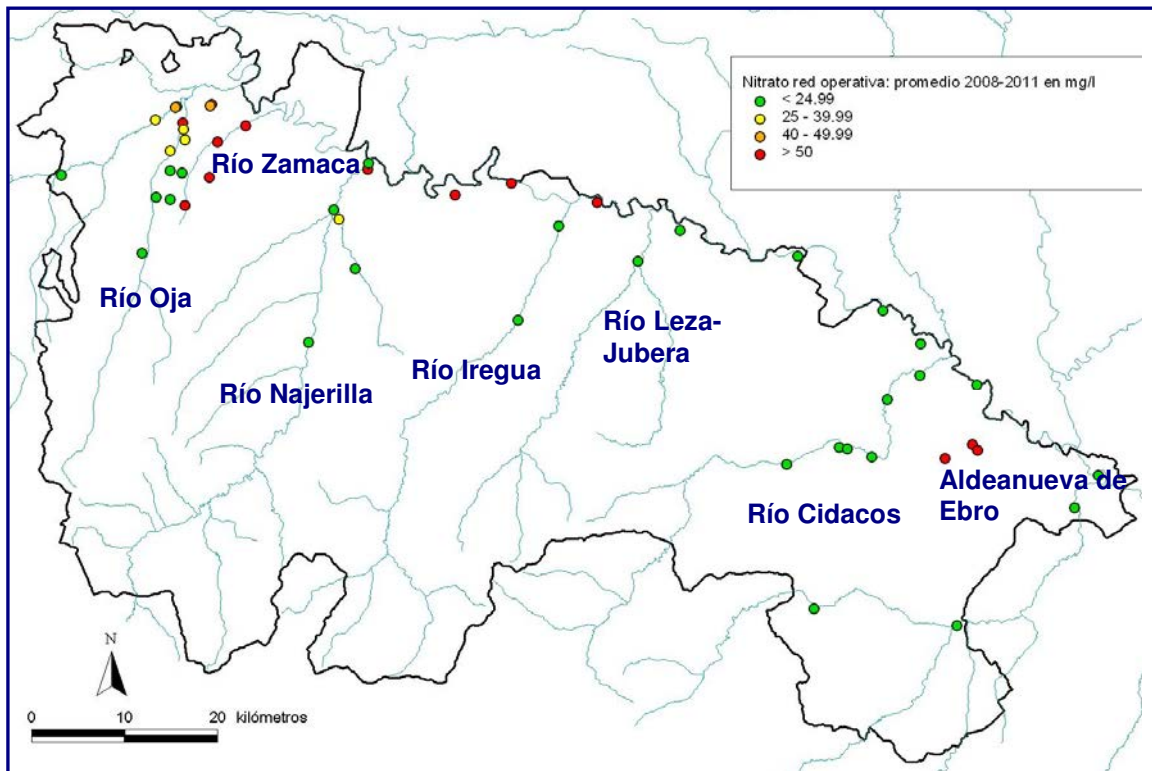 Nitrato red operativa: promedio 2008-2011 en mg/l
< 24.99
25 - 39.99
40 - 49.99
> 50
Río Zamaca
Río Oja
Río Leza-
Jubera
Río Iregua
Río Najerilla
Aldeanueva de
Ebro
Río Cidacos
N
0 10 20 kilómetros